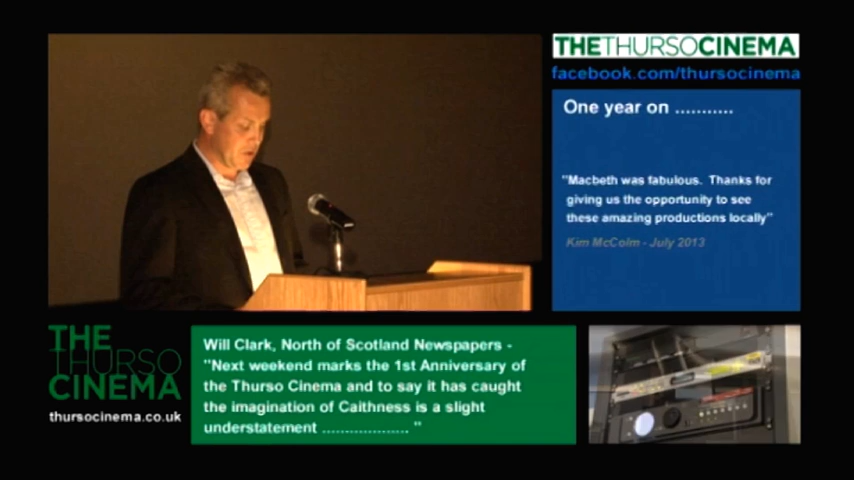 THETHURSOCINEMA
facebook.com/thursocinema
One year on ...........
"Macbeth was fabulous.  Thanks for
giving us the opportunity to see
these amazing productions locally"
Kim McColm - July 2013
THE
THURSO
CINEMA
thursocinema.co.uk
Will Clark, North of Scotland Newspapers -
"Next weekend marks the 1st Anniversary of
the Thurso Cinema and to say it has caught
the imagination of Caithness is a slight
understatement ................... "